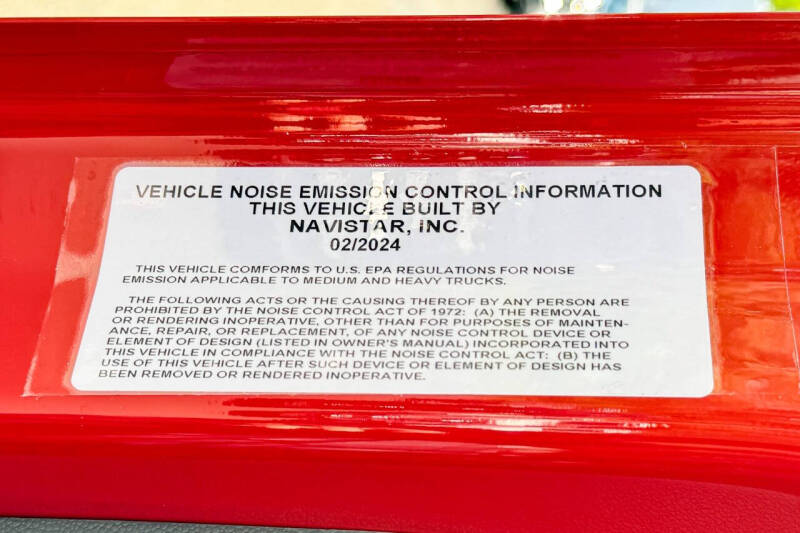 VEHICLE NOISE EMISSION CONTROL INFORMATION
THIS VEHICLE BUILT BY
NAVISTAR, INC.
02/2024
THIS VEHICLE COMFORMS TO U.S. EPA REGULATIONS FOR NOISE
EMISSION APPLICABLE TO MEDIUM AND HEAVY TRUCKS.
THE FOLLOWING ACTS OR THE CAUSING THEREOF BY ANY PERSON ARE
PROHIBITED BY THE NOISE CONTROL ACT OF 1972: (A) THE REMOVAL
OR RENDERING INOPERATIVE, OTHER THAN FOR PURPOSES OF MAINTEN-
ANCE, REPAIR, OR REPLACEMENT, OF ANY NOISE CONTROL DEVICE OR
ELEMENT OF DESIGN (LISTED IN OWNER'S MANUAL) INCORPORATED INTO
THIS VEHICLE IN COMPLIANCE WITH THE NOISE CONTROL ACT: (B) THE
USE OF THIS VEHICLE AFTER SUCH DEVICE OR ELEMENT OF DESIGN HAS
BEEN REMOVED OR RENDERED INOPERATIVE.